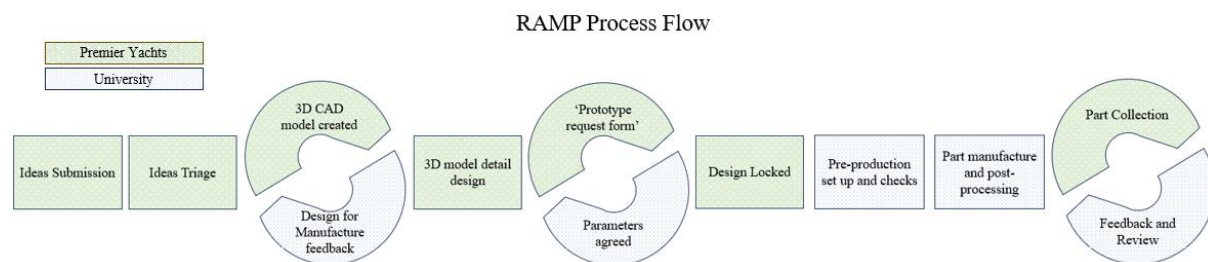 RAMP Process Flow
Premier Yachts
University
Ideas Submission
Ideas Triage
3D CAD
model created
Design for
Manufacture
feedback
3D model detail
design
‘Prototype
request form’
Parameters
agreed
Design Locked
Pre-production
set up and checks
Part manufacture
and post-
processing
Part Collection
Feedback and
Review